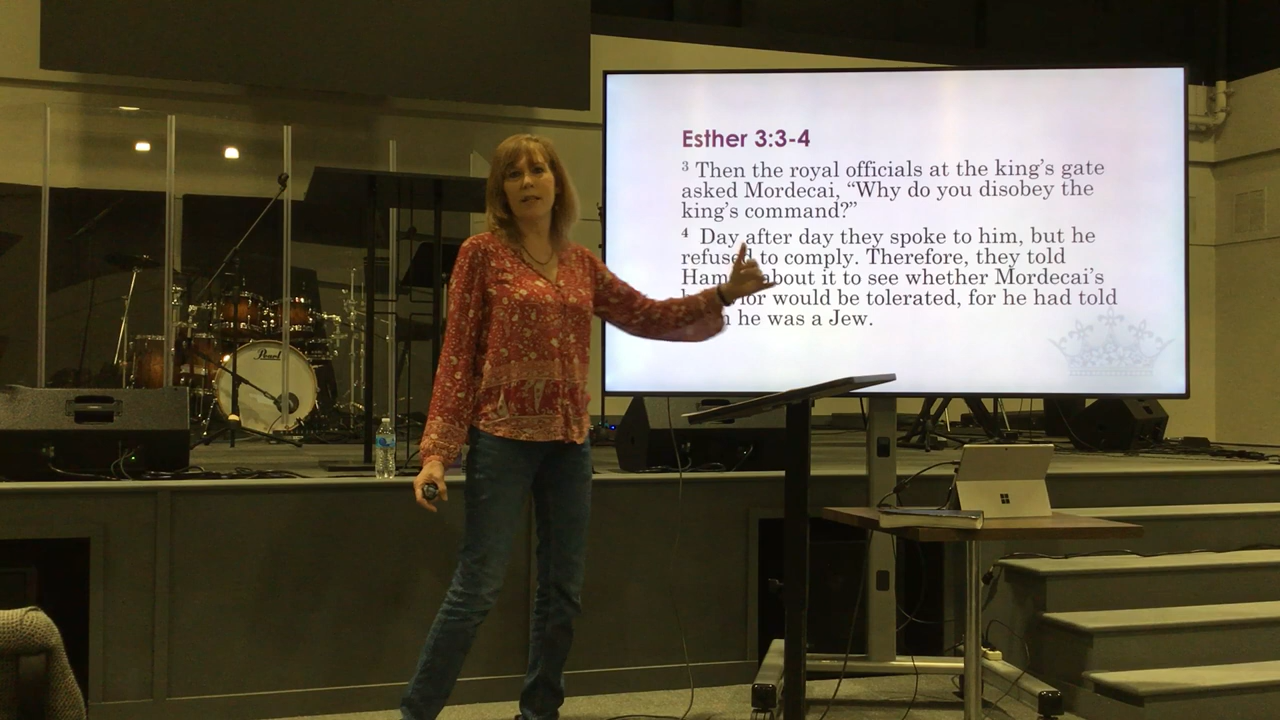 Esther 3:3-4
3 Then the royal officials at the king's gate
asked Mordecai, “Why do you disobey the
king's command?”
4 Day after day they spoke to him, but he
refused to comply. Therefore, they told
about it to see whether Mordecai's
would be tolerated, for he had told
he was a Jew.
Pearl